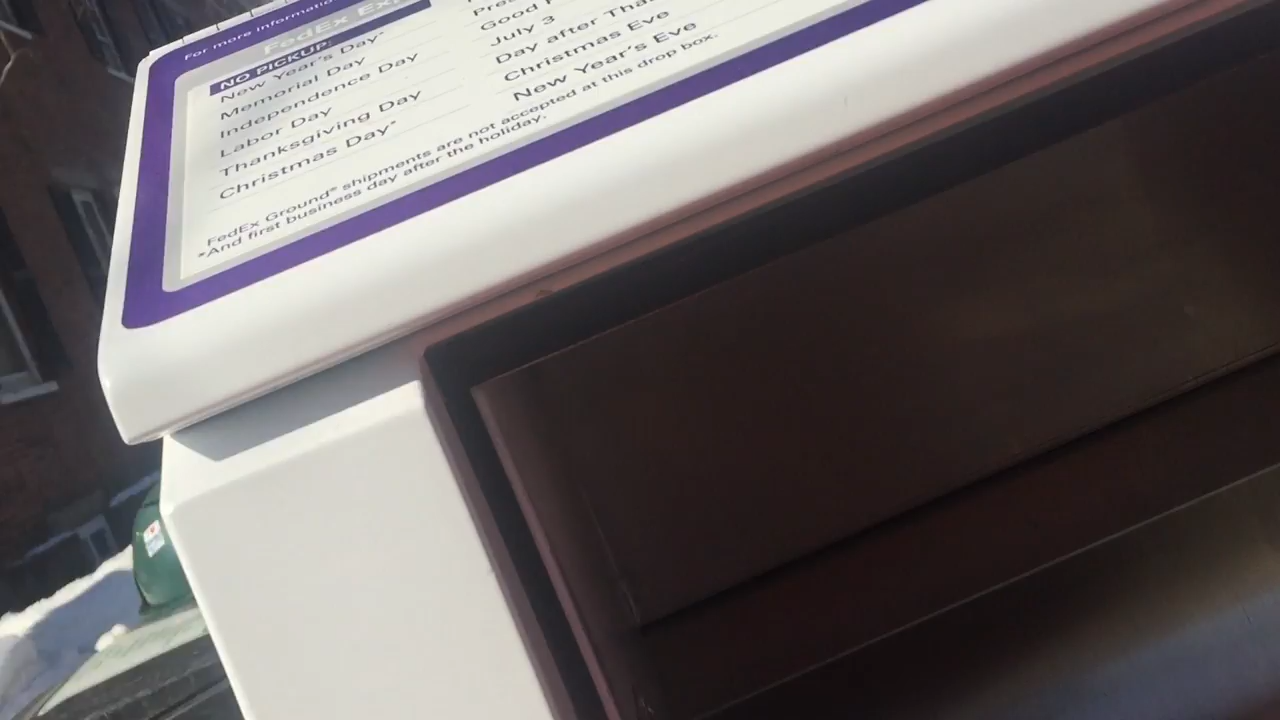 For more informatio
FedEx Exp
NO PICKUP:
New Year's Day*
Memorial Day
Independence Day
Labor Day
Thanksgiving Day
Christmas Day*
Good
July 3
Day after Tha
Christmas Eve
New Year's Eve
FedEx Ground® shipments are not accepted at this drop box.
*And first business day after the holiday.